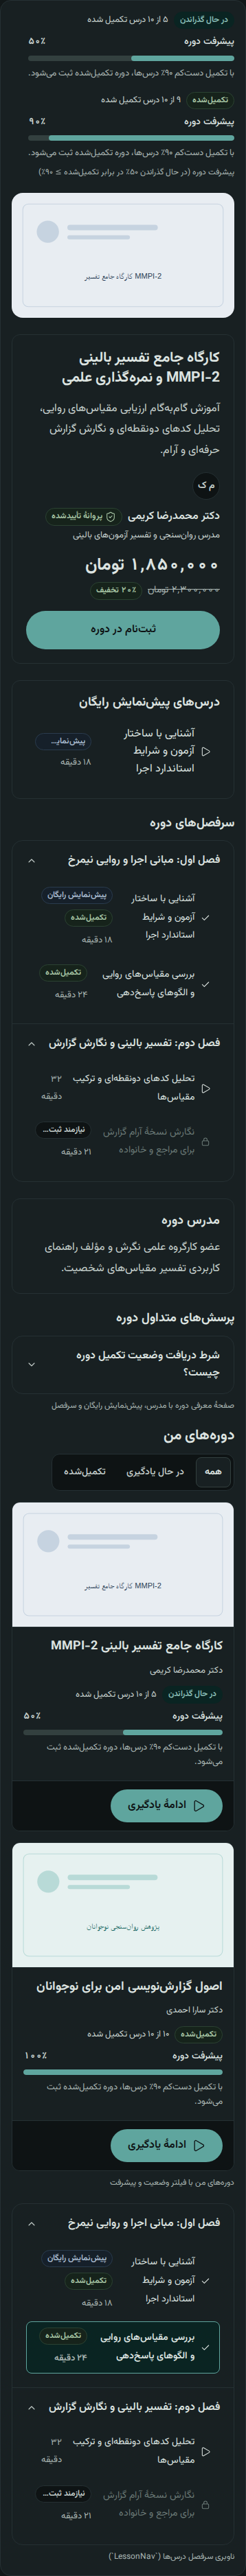 در حال گذراندن ۵ از ۱۰ درس تکمیل شده
پیشرفت دوره ۵۰٪
با تکمیل دست‌کم ۹۰٪ درس‌ها، دوره تکمیل‌شده ثبت می‌شود.
تکمیل‌شده ۹ از ۱۰ درس تکمیل شده
پیشرفت دوره ۹۰٪
با تکمیل دست‌کم ۹۰٪ درس‌ها، دوره تکمیل‌شده ثبت می‌شود.
پیشرفت دوره (در حال گذراندن ۵۰٪ در برابر تکمیل‌شده ≥ ۹۰٪)
کارگاه جامع تفسیر MMPI-2
کارگاه جامع تفسیر بالینی
MMPI-2 و نمره‌گذاری علمی
آموزش گام‌به‌گام ارزیابی مقیاس‌های روایی،
تحلیل کدهای دونقطه‌ای و نگارش گزارش
حرفه‌ای و آرام.
م ک
دکتر محمدرضا کریمی پروانهٔ تأییدشده
مدرس روان‌سنجی و تفسیر آزمون‌های بالینی
۱,۸۵۰,۰۰۰ تومان
۲,۳۰۰,۰۰۰ تومان ۲۰٪ تخفیف
ثبت‌نام در دوره
درس‌های پیش‌نمایش رایگان
آشنایی با ساختار
آزمون و شرایط
استاندارد اجرا
پیش‌نمای...
۱۸ دقیقه
سرفصل‌های دوره
فصل اول: مبانی اجرا و روایی نیمرخ
آشنایی با ساختار
آزمون و شرایط
استاندارد اجرا
پیش‌نمایش رایگان
تکمیل‌شده
۱۸ دقیقه
بررسی مقیاس‌های روایی
و الگوهای پاسخ‌دهی
تکمیل‌شده
۲۴ دقیقه
فصل دوم: تفسیر بالینی و نگارش گزارش
تحلیل کدهای دونقطه‌ای و ترکیب
مقیاس‌ها
۳۲
دقیقه
نگارش نسخهٔ آرام گزارش
برای مراجع و خانواده
نیازمند ثبت...
۲۱ دقیقه
مدرس دوره
عضو کارگروه علمی نگرش و مؤلف راهنمای
کاربردی تفسیر مقیاس‌های شخصیت.
پرسش‌های متداول دوره
شرط دریافت وضعیت تکمیل دوره
چیست؟
صفحهٔ معرفی دوره با مدرس، پیش‌نمایش رایگان و سرفصل
دوره‌های من
همه در حال یادگیری تکمیل‌شده
کارگاه جامع تفسیر MMPI-2
کارگاه جامع تفسیر بالینی MMPI-2
دکتر محمدرضا کریمی
در حال گذراندن ۵ از ۱۰ درس تکمیل شده
پیشرفت دوره ۵۰٪
با تکمیل دست‌کم ۹۰٪ درس‌ها، دوره تکمیل‌شده ثبت
می‌شود.
ادامهٔ یادگیری
پژوهش روان‌سنجی نوجوانان
اصول گزارش‌نویسی امن برای نوجوانان
دکتر سارا احمدی
تکمیل‌شده ۱۰ از ۱۰ درس تکمیل شده
پیشرفت دوره ۱۰۰٪
با تکمیل دست‌کم ۹۰٪ درس‌ها، دوره تکمیل‌شده ثبت
می‌شود.
ادامهٔ یادگیری
دوره‌های من با فیلتر وضعیت و پیشرفت
فصل اول: مبانی اجرا و روایی نیمرخ
آشنایی با ساختار
آزمون و شرایط
استاندارد اجرا
پیش‌نمایش رایگان
تکمیل‌شده
۱۸ دقیقه
بررسی مقیاس‌های روایی
و الگوهای پاسخ‌دهی
تکمیل‌شده
۲۴ دقیقه
فصل دوم: تفسیر بالینی و نگارش گزارش
تحلیل کدهای دونقطه‌ای و ترکیب
مقیاس‌ها
۳۲
دقیقه
نگارش نسخهٔ آرام گزارش
برای مراجع و خانواده
نیازمند ثبت...
۲۱ دقیقه
ناوبری سرفصل درس‌ها (`LessonNav`)